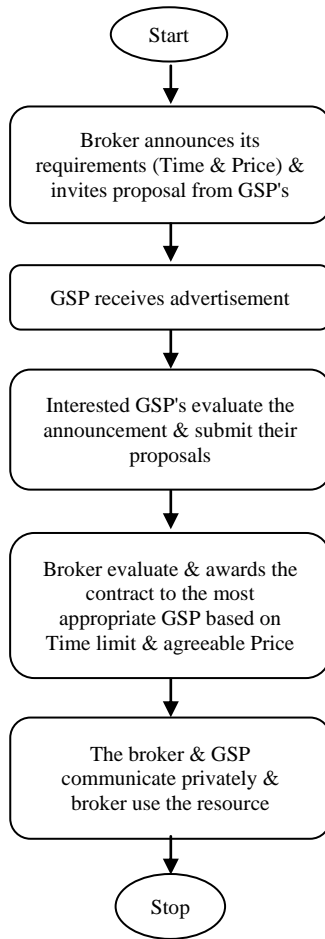 Start
Broker announces its
requirements (Time & Price) &
invites proposal from GSP's
GSP receives advertisement
Interested GSP's evaluate the
announcement & submit their
proposals
Broker evaluate & awards the
contract to the most
appropriate GSP based on
Time limit & agreeable Price
The broker & GSP
communicate privately &
broker use the resource
Stop